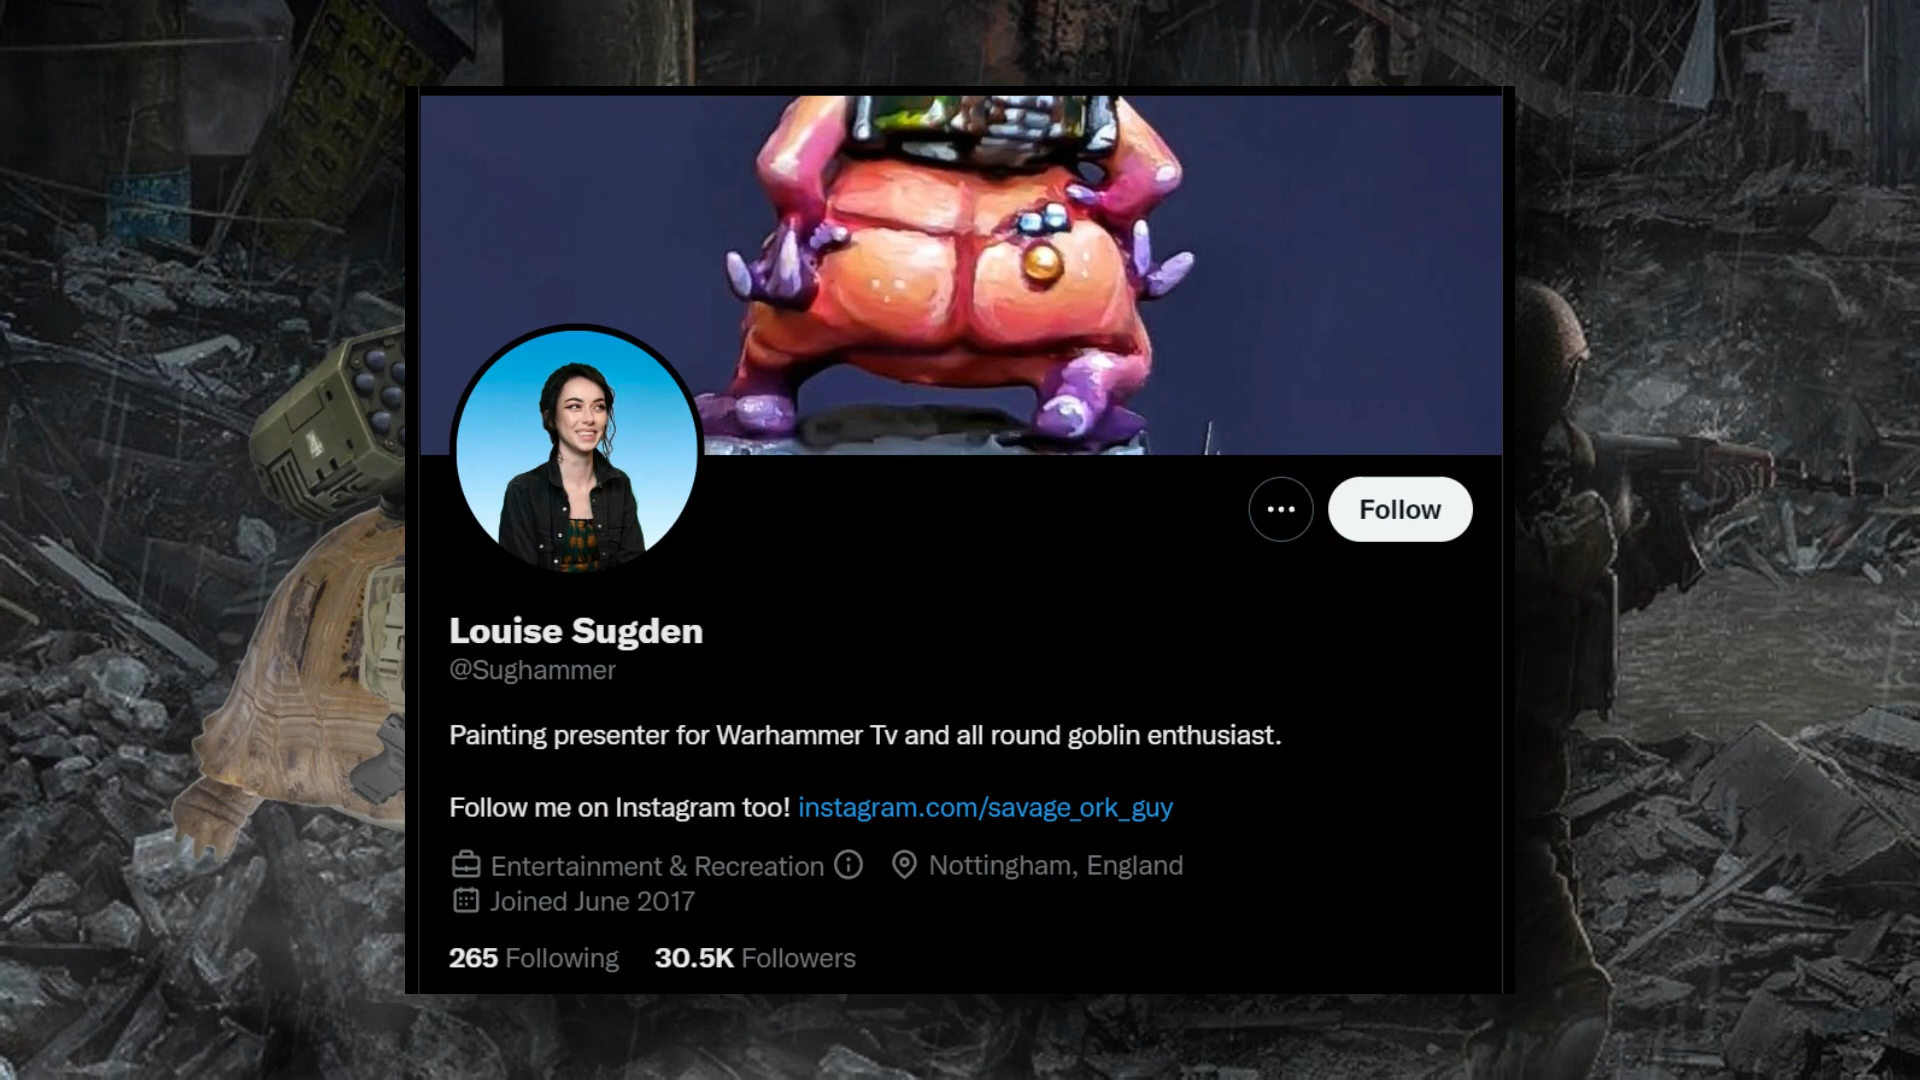 Follow
Louise Sugden
@Sughammer
Painting presenter for Warhammer Tv and all round goblin enthusiast.
Follow me on Instagram too! instagram.com/savage_ork_guy
Entertainment & Recreation Nottingham, England
Joined June 2017
265 Following 30.5K Followers